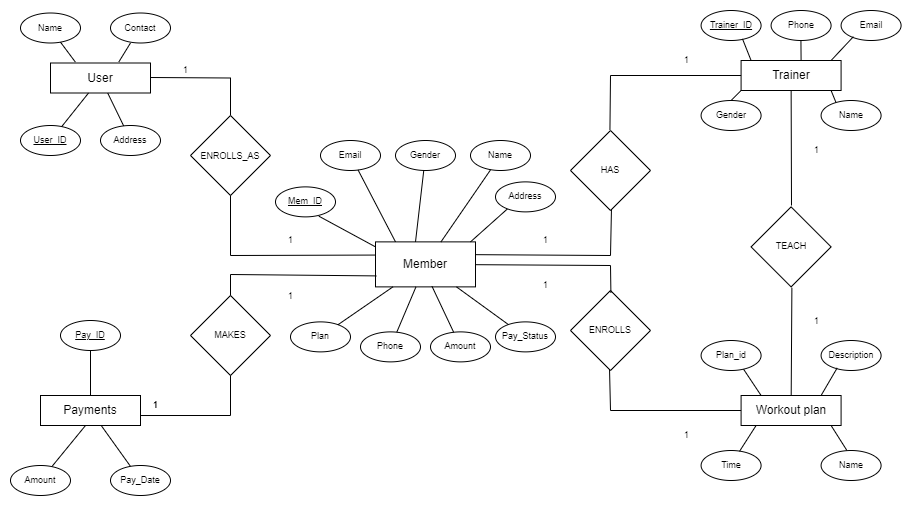 Name
Contact
User
1
User_ID
Address
ENROLLS_AS
1
Trainer_ID
Phone
Email
1
Trainer
Gender
Name
HAS
1
1
TEACH
1
Email
Gender
Name
Mem_ID
Address
Member
Plan
Phone
Amount
Pay_Status
1
MAKES
1
ENROLLS
1
Pay_ID
Payments
1
Amount
Pay_Date
Plan_id
Description
Workout plan
1
Time
Name